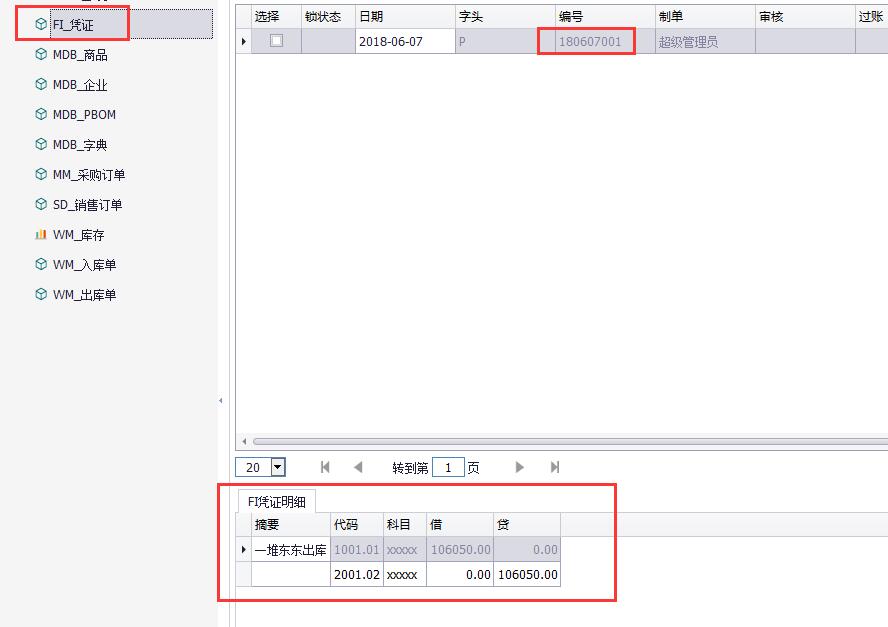 FI_凭证
MDB_商品
MDB_企业
MDB_PBOM
MDB_字典
MM_采购订单
SD_销售订单
WM_库存
WM_入库单
WM_出库单
选择 锁状态 日期 字头 编号 制单 审核 过账
2018-06-07 P 180607001 超级管理员
20 转到第 1 页
FI凭证明细
摘要 代码 科目 借 贷
一堆东东出库 1001.01 xxxxx 106050.00 0.00
2001.02 xxxxx 0.00 106050.00